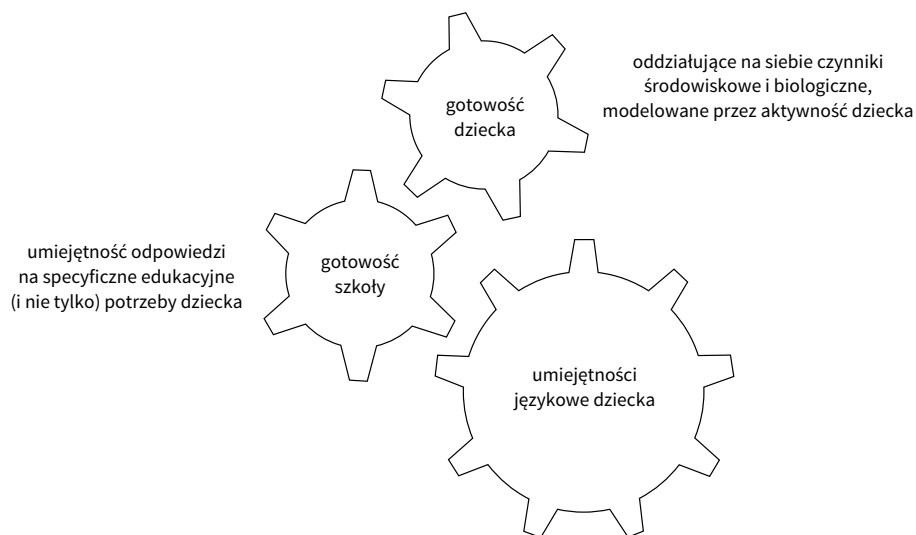 gotowość
dziecka
oddziałujące na siebie czynniki
środowiskowe i biologiczne,
modelowane przez aktywność dziecka
umiejętność odpowiedzi
na specyficzne edukacyjne
(i nie tylko) potrzeby dziecka
gotowość
szkoły
umiejętności
językowe dziecka